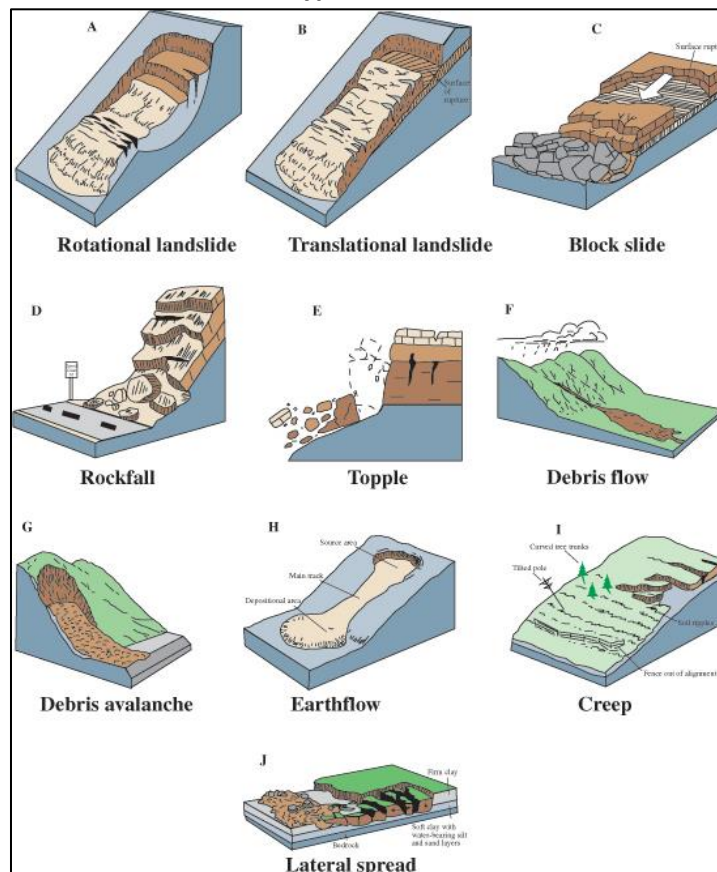 A
B
C
Surface rupt
Surface
of
rupture
Toe
Rotational landslide
Translational landslide
Block slide
D
E
F
Rockfall
Topple
Debris flow
G
H
I
Source area
Main track
Depositional area
Curved tree trunks
Tilted pole
Soil ripples
Fence out of alignment
Debris avalanche
Earthflow
Creep
J
Firm clay
Soft clay with
water-bearing silt
and sand layers
Bedrock
Lateral spread